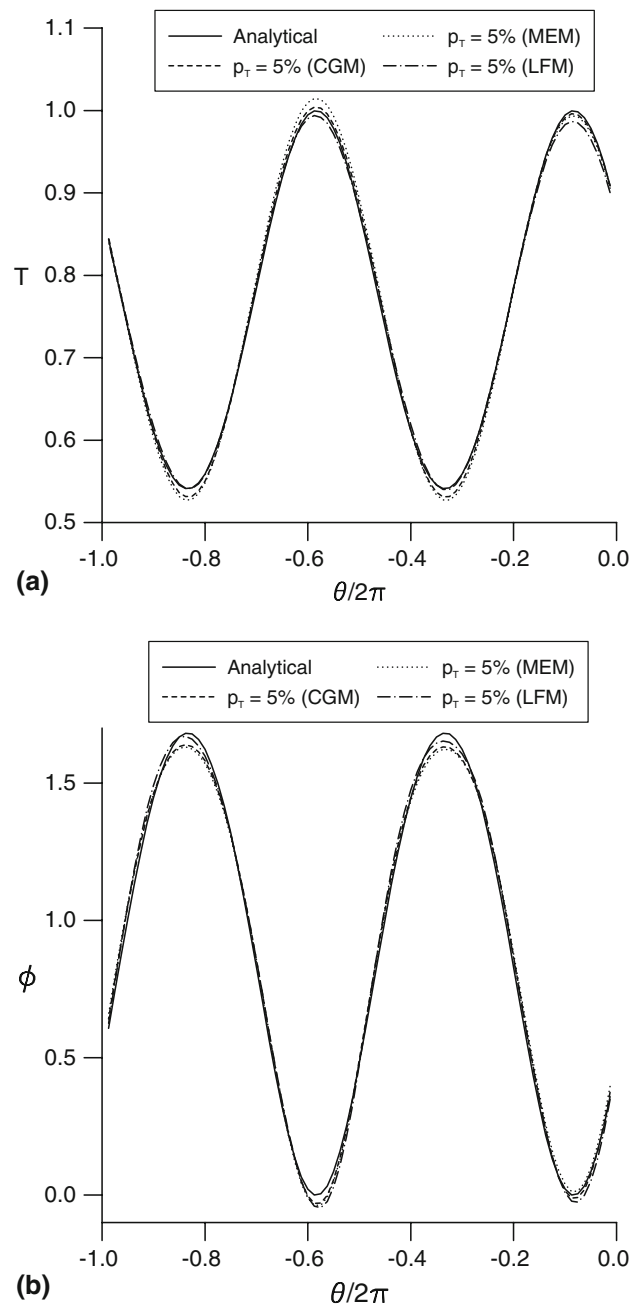 1.1
Analytical
p_T = 5% (MEM)
p_T = 5% (CGM)
p_T = 5% (LFM)
1.0
0.9
0.8
T
0.7
0.6
0.5
-1.0 -0.8 -0.6 -0.4 -0.2 0.0
(a)
θ/2π
Analytical
p_T = 5% (MEM)
p_T = 5% (CGM)
p_T = 5% (LFM)
1.5
1.0
ϕ
0.5
0.0
-1.0 -0.8 -0.6 -0.4 -0.2 0.0
(b)
θ/2π